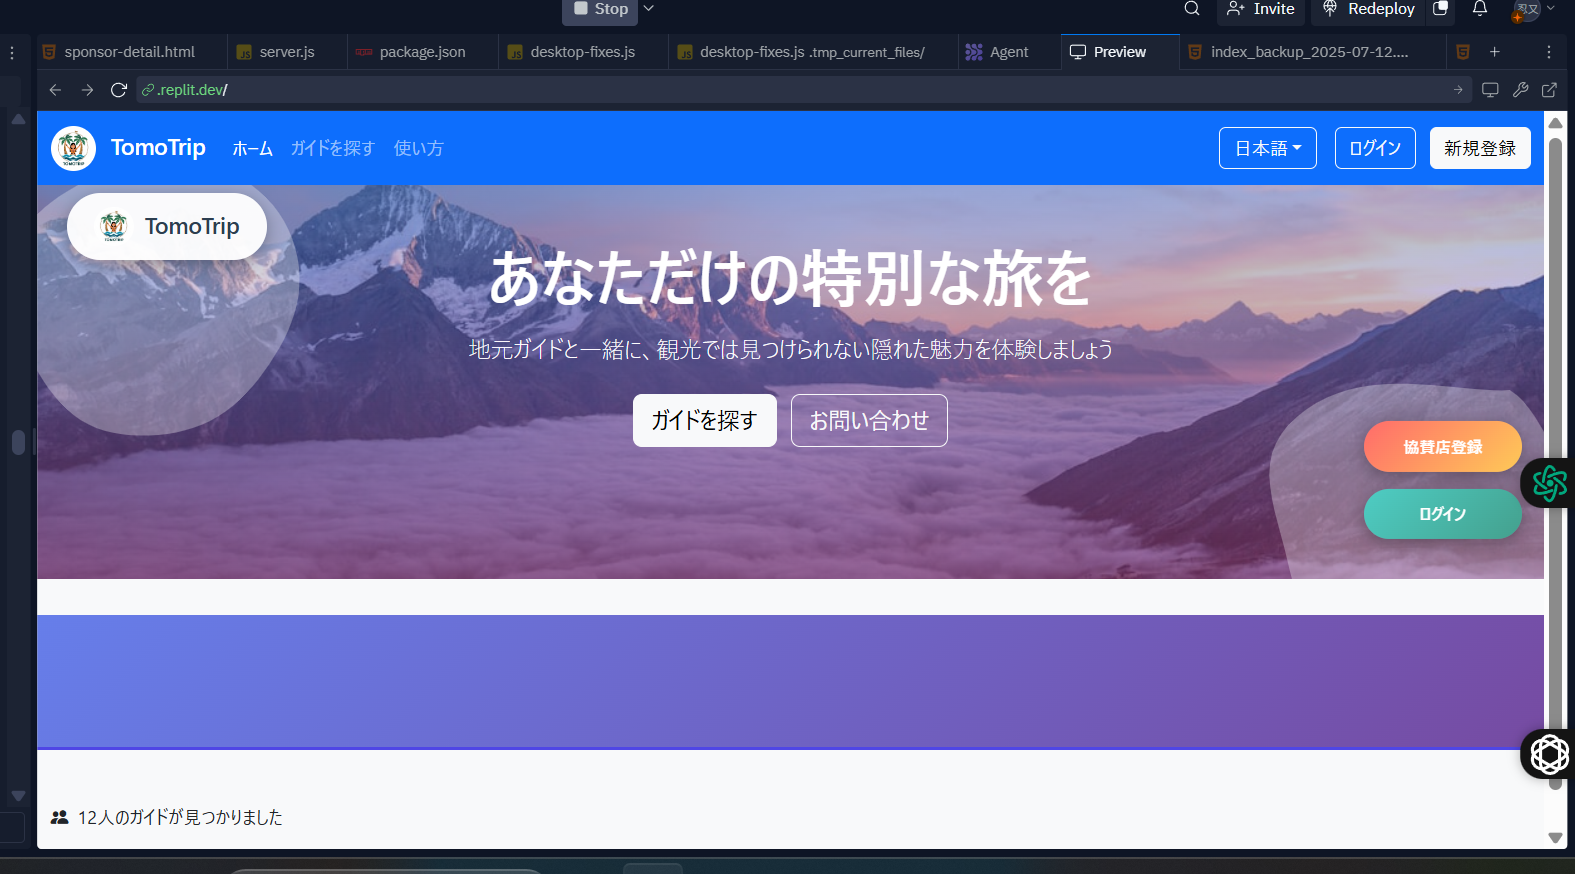 Stop
Invite
Redeploy
忍又
sponsor-detail.html
server.js
package.json
desktop-fixes.js
desktop-fixes.js .tmp_current_files/
Agent
Preview
index_backup_2025-07-12....
.replit.dev/
TomoTrip
ホーム
ガイドを探す
使い方
日本語
ログイン
新規登録
TomoTrip
あなただけの特別な旅を
地元ガイドと一緒に、観光では見つけられない隠れた魅力を体験しましょう
ガイドを探す
お問い合わせ
協賛店登録
ログイン
12人のガイドが見つかりました